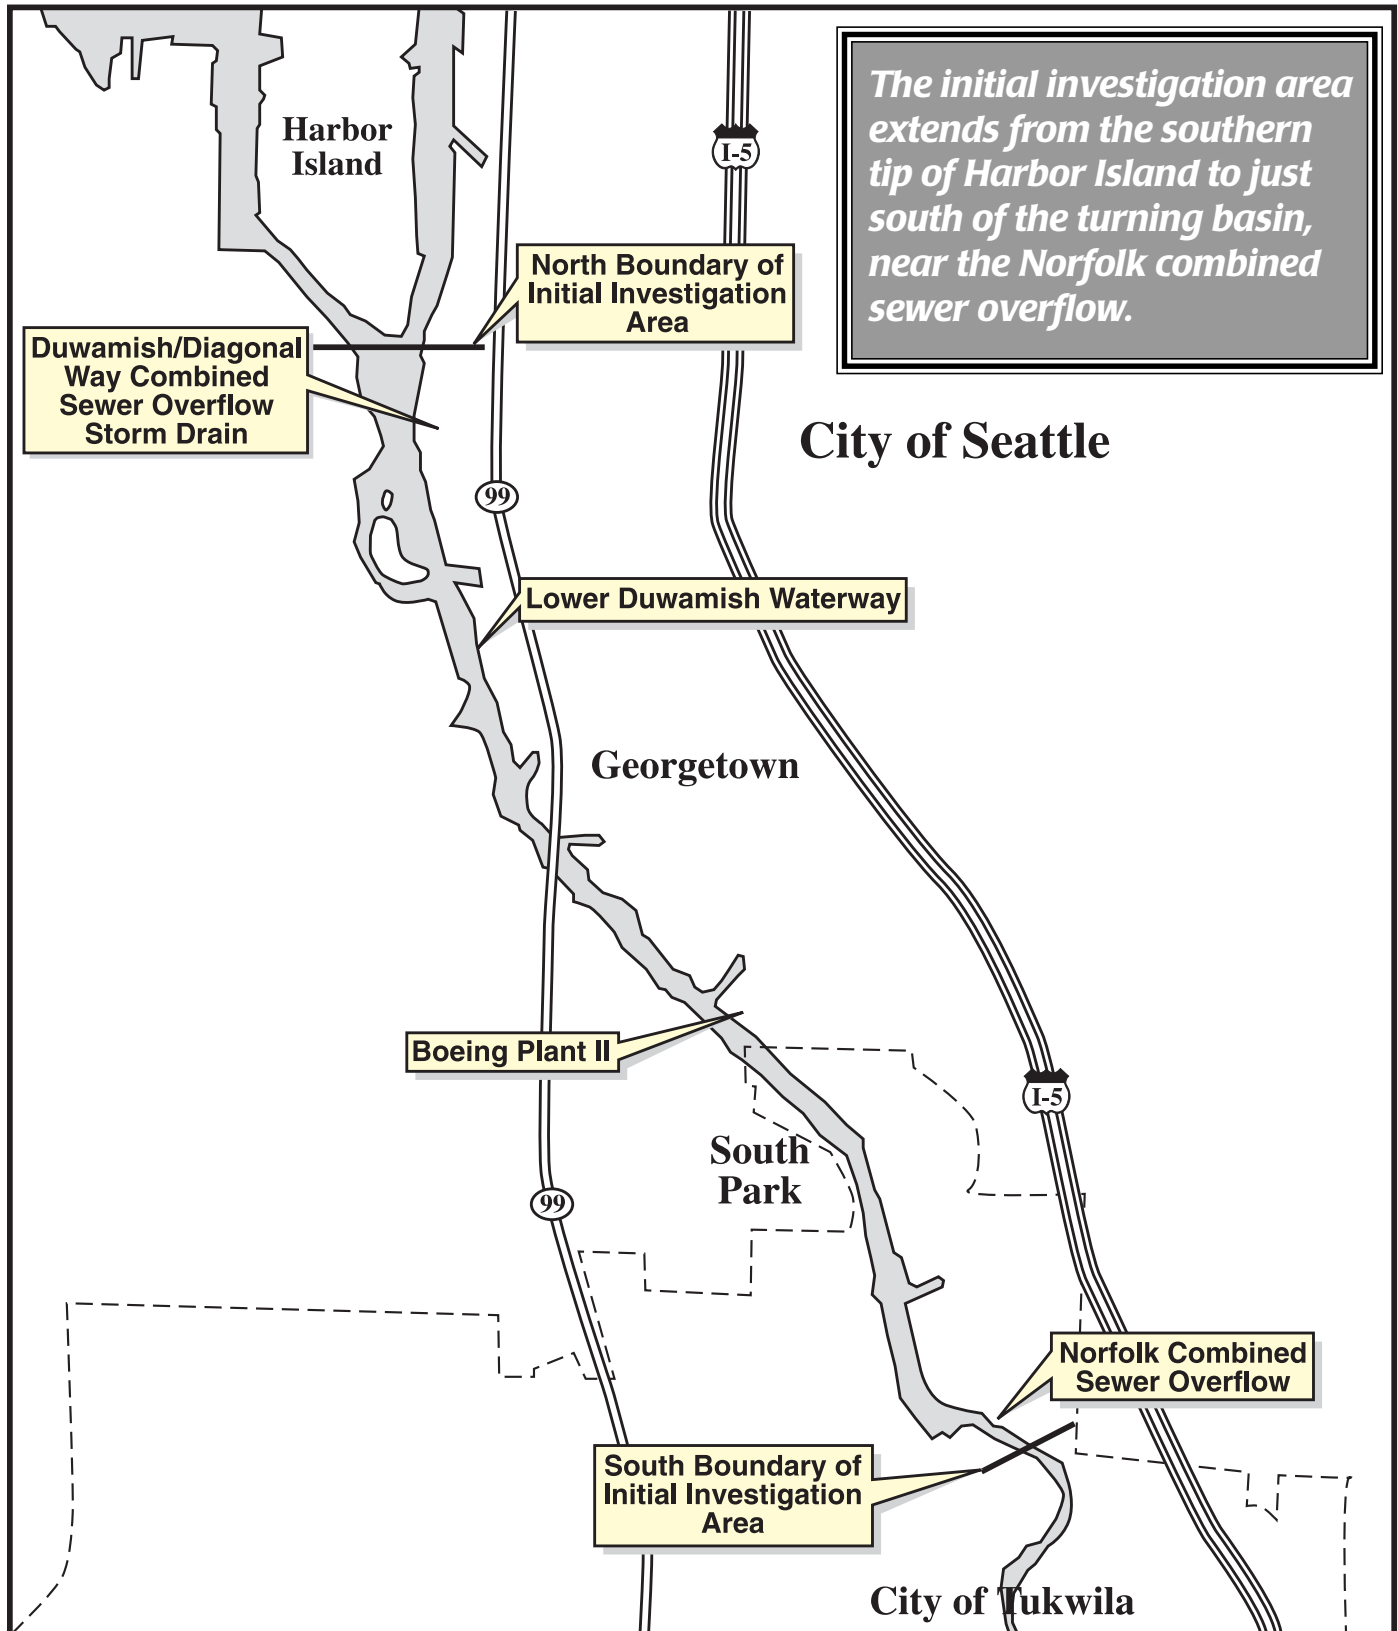 The initial investigation area
extends from the southern
tip of Harbor Island to just
south of the turning basin,
near the Norfolk combined
sewer overflow.
Harbor
Island
I-5
North Boundary of
Initial Investigation
Area
Duwamish/Diagonal
Way Combined
Sewer Overflow
Storm Drain
City of Seattle
99
Lower Duwamish Waterway
Georgetown
Boeing Plant II
I-5
South
Park
99
Norfolk Combined
Sewer Overflow
South Boundary of
Initial Investigation
Area
City of Tukwila